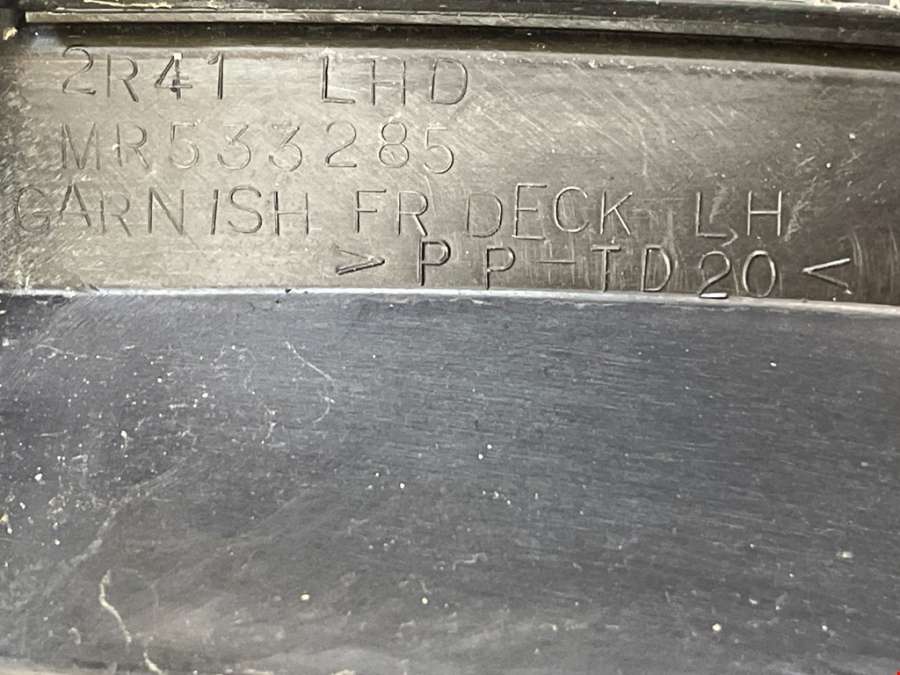 2R41 LHD
MR533285
GARNISH FR DECK LH
>PP-TD20<